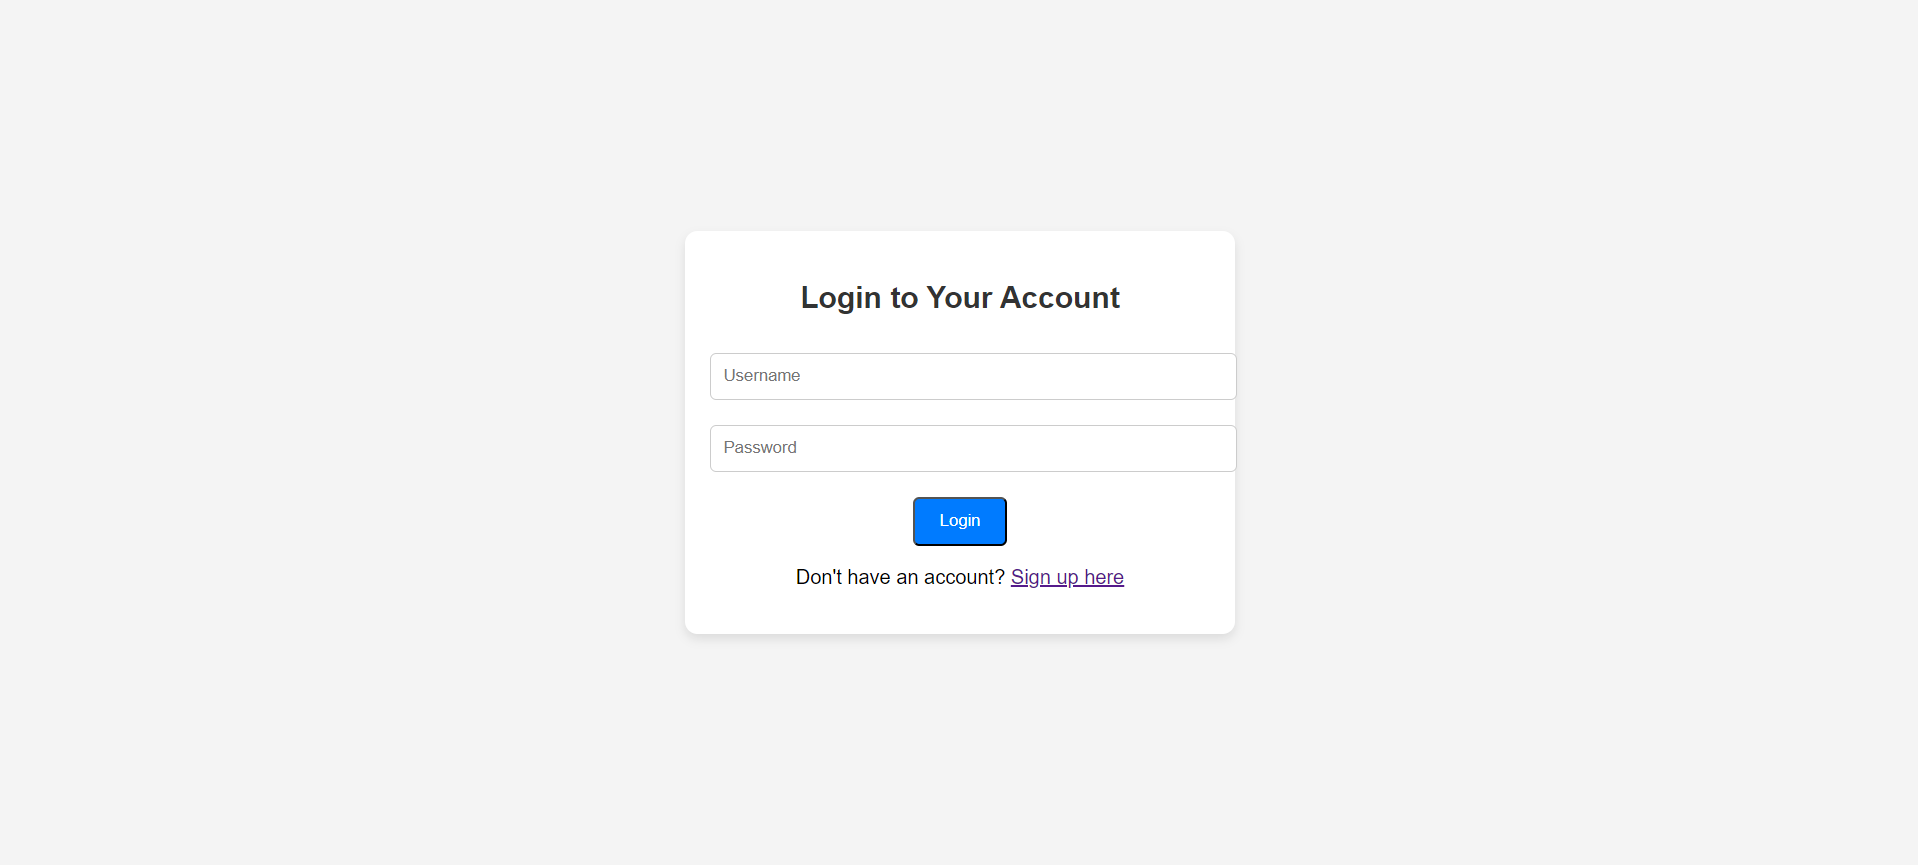 Login to Your Account
Username
Password
Login
Don't have an account? Sign up here